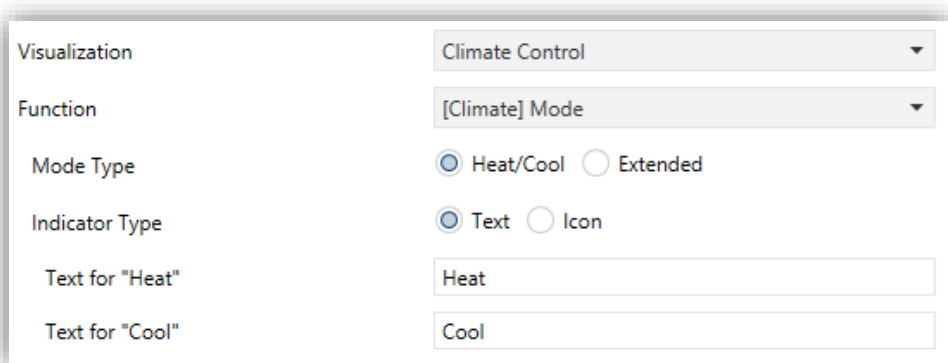 Visualization Climate Control
Function [Climate] Mode
Mode Type Heat/Cool Extended
Indicator Type Text Icon
Text for "Heat" Heat
Text for "Cool" Cool